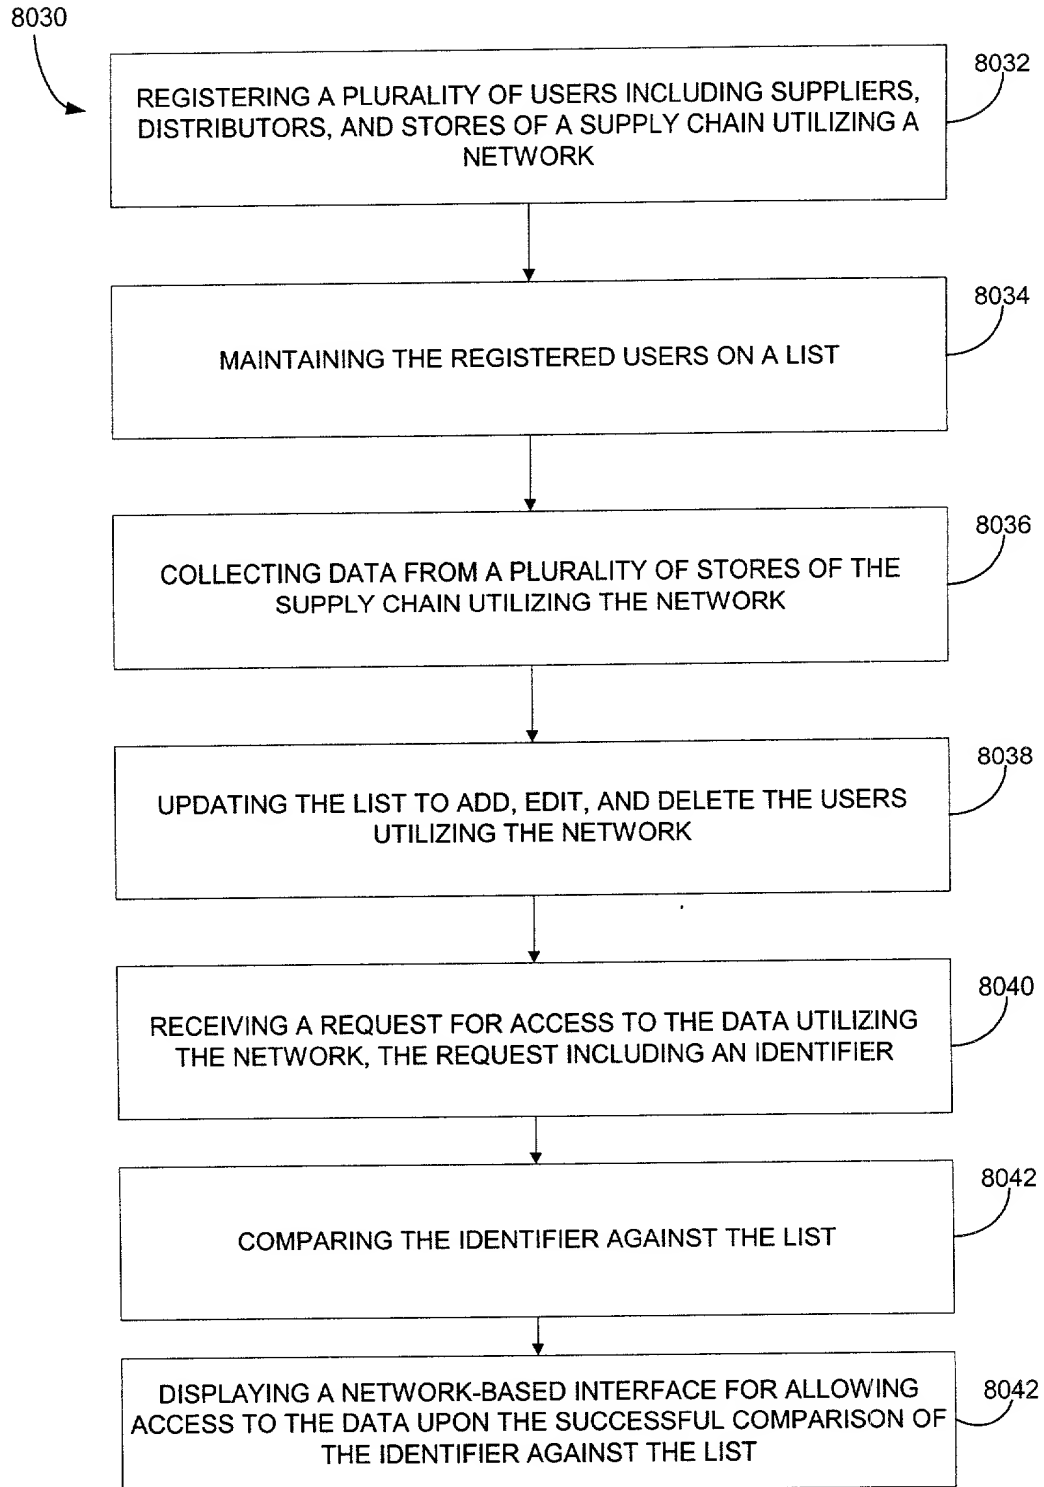 8030
8032
REGISTERING A PLURALITY OF USERS INCLUDING SUPPLIERS,
DISTRIBUTORS, AND STORES OF A SUPPLY CHAIN UTILIZING A
NETWORK
8034
MAINTAINING THE REGISTERED USERS ON A LIST
8036
COLLECTING DATA FROM A PLURALITY OF STORES OF THE
SUPPLY CHAIN UTILIZING THE NETWORK
8038
UPDATING THE LIST TO ADD, EDIT, AND DELETE THE USERS
UTILIZING THE NETWORK
8040
RECEIVING A REQUEST FOR ACCESS TO THE DATA UTILIZING
THE NETWORK, THE REQUEST INCLUDING AN IDENTIFIER
8042
COMPARING THE IDENTIFIER AGAINST THE LIST
8042
DISPLAYING A NETWORK-BASED INTERFACE FOR ALLOWING
ACCESS TO THE DATA UPON THE SUCCESSFUL COMPARISON OF
THE IDENTIFIER AGAINST THE LIST